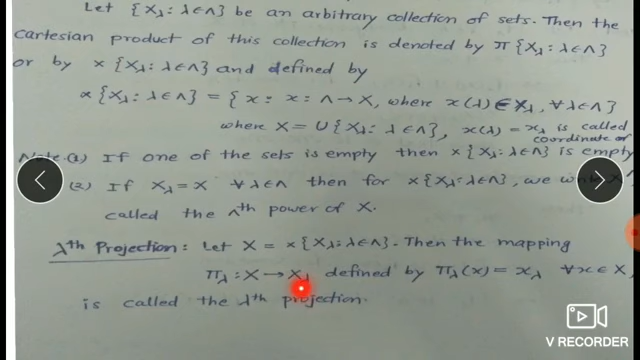 Let {Xλ : λ∈Λ} be an arbitrary collection of sets. Then the
cartesian product of this collection is denoted by π {Xλ : λ∈Λ}
or by × {Xλ : λ∈Λ} and defined by
×{Xλ : λ∈Λ} = { x : x : Λ→X, where x(λ) ∈ Xλ, ∀ λ∈Λ}
where X = ∪ {Xλ : λ∈Λ}, x(λ) = xλ is called
coordinate of
Note (1) If one of the sets is empty then ×{Xλ : λ∈Λ} is empty
(2) If Xλ = X ∀ λ∈Λ then for ×{Xλ : λ∈Λ}, we
called the Λth power of X.
λth Projection : Let X = ×{Xλ : λ∈Λ}. Then the mapping
πλ : X → Xλ defined by πλ(x) = xλ ∀ x∈X,
is called the λth projection.
V RECORDER